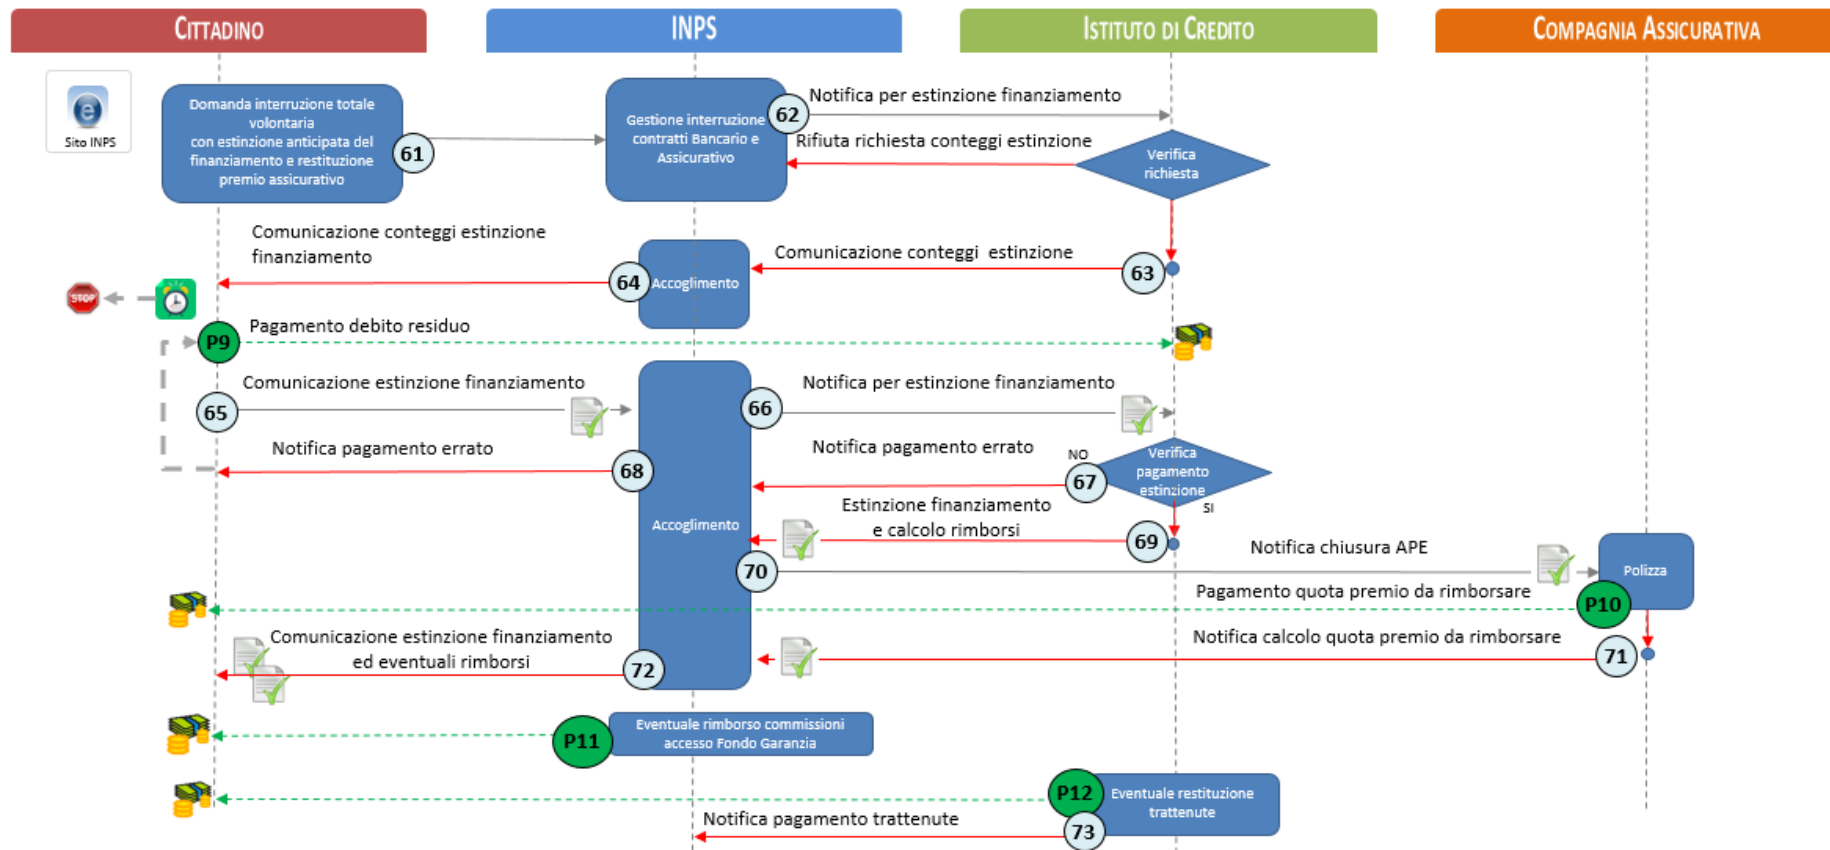 CITTADINO
INPS
ISTITUTO DI CREDITO
COMPAGNIA ASSICURATIVA
e
Sito INPS
Domanda interruzione totale
volontaria
con estinzione anticipata del
finanziamento e restituzione
premio assicurativo
61
Gestione interruzione
contratti Bancario e
Assicurativo
62
Notifica per estinzione finanziamento
Rifiuta richiesta conteggi estinzione
Verifica
richiesta
Comunicazione conteggi estinzione
finanziamento
64
Accoglimento
Comunicazione conteggi estinzione
63
STOP
P9
Pagamento debito residuo
65
Comunicazione estinzione finanziamento
66
Notifica per estinzione finanziamento
Notifica pagamento errato
68
Notifica pagamento errato
NO
67
Verifica
pagamento
estinzione
SI
Accoglimento
Estinzione finanziamento
e calcolo rimborsi
69
70
Notifica chiusura APE
Polizza
Pagamento quota premio da rimborsare
P10
Comunicazione estinzione finanziamento
ed eventuali rimborsi
72
Notifica calcolo quota premio da rimborsare
71
P11
Eventuale rimborso commissioni
accesso Fondo Garanzia
P12
Eventuale restituzione
trattenute
Notifica pagamento trattenute
73